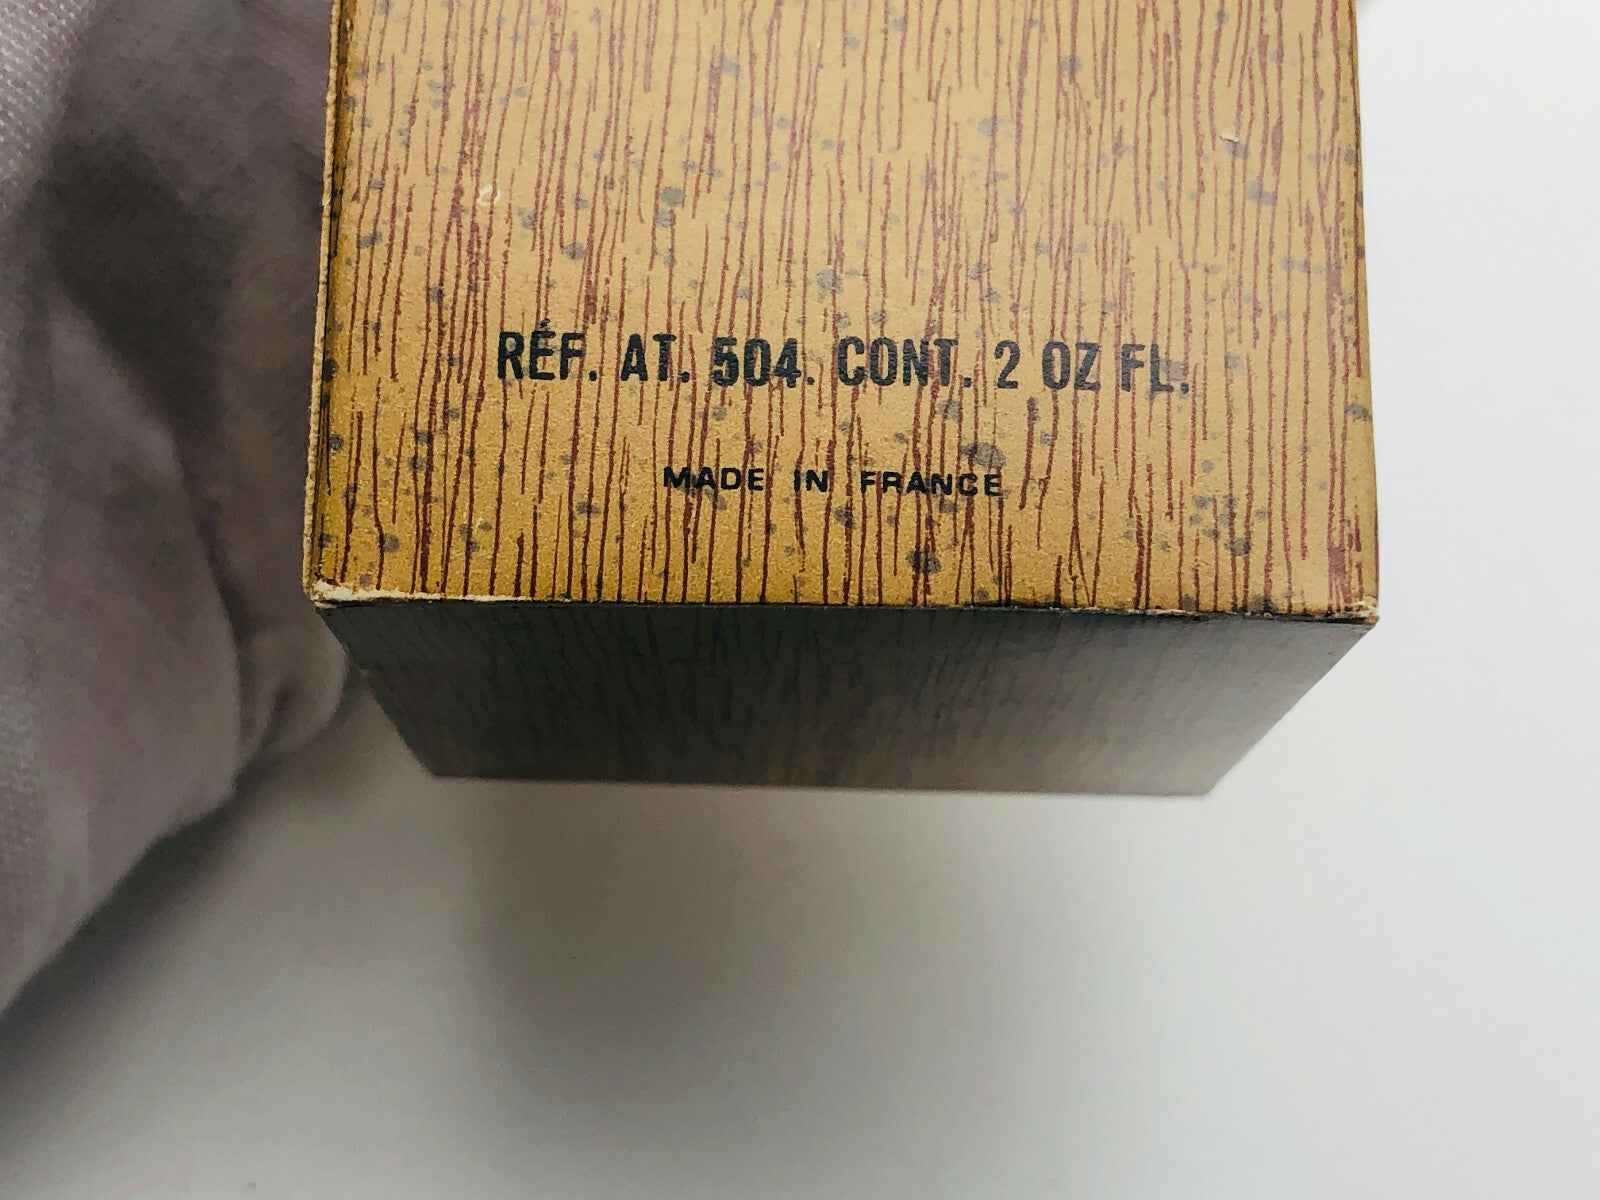 RÉF. AT. 504. CONT. 2 OZ FL.
MADE IN FRANCE